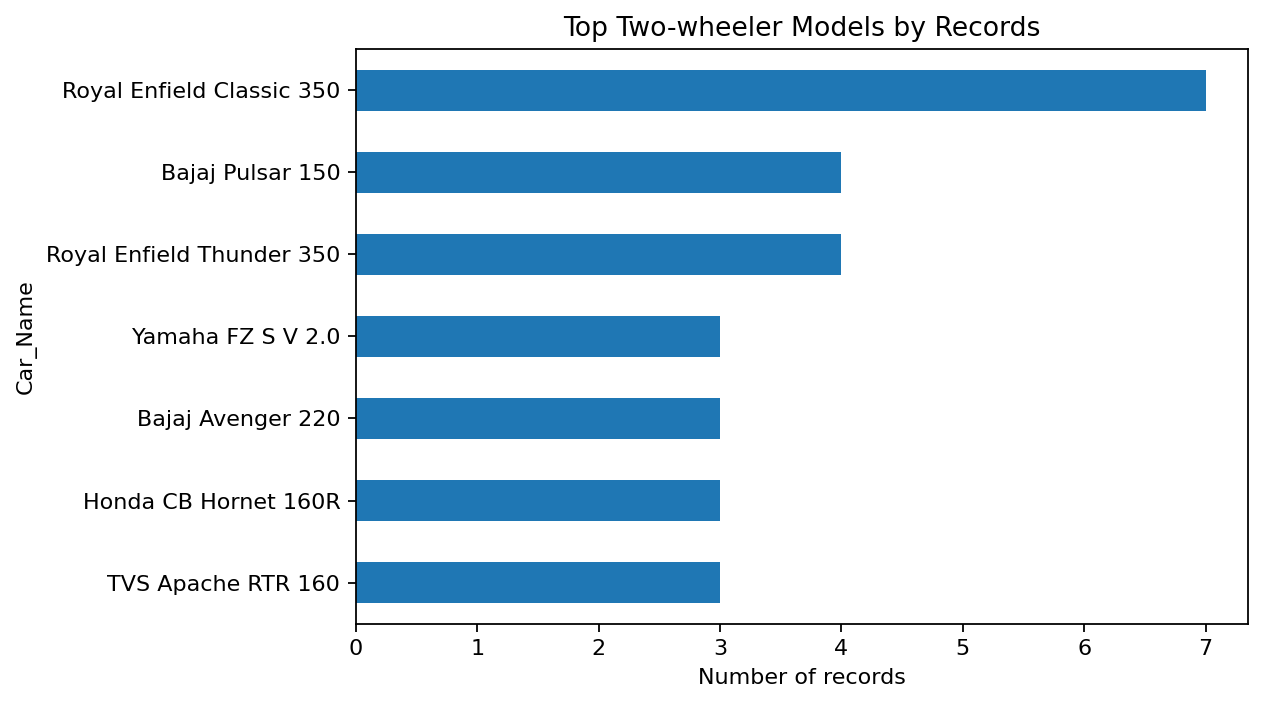 Top Two-wheeler Models by Records
Royal Enfield Classic 350
Bajaj Pulsar 150
Royal Enfield Thunder 350
Yamaha FZ S V 2.0
Bajaj Avenger 220
Honda CB Hornet 160R
TVS Apache RTR 160
Car_Name
0 1 2 3 4 5 6 7
Number of records